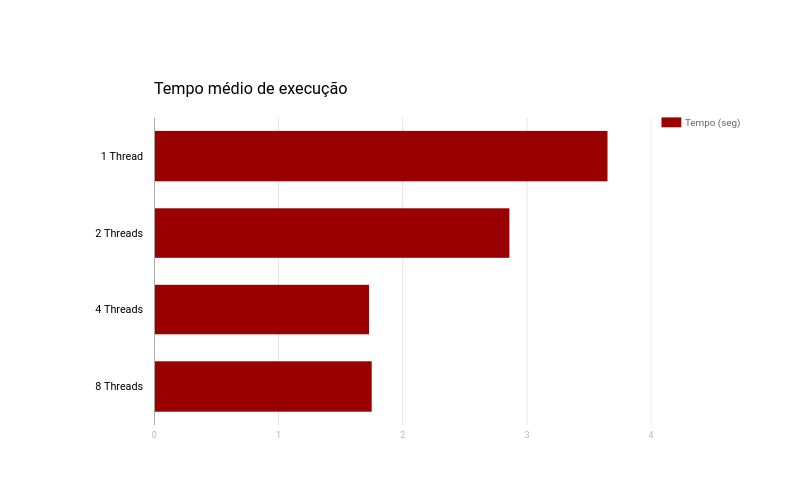 Tempo médio de execução
Tempo (seg)
1 Thread
2 Threads
4 Threads
8 Threads
0 1 2 3 4